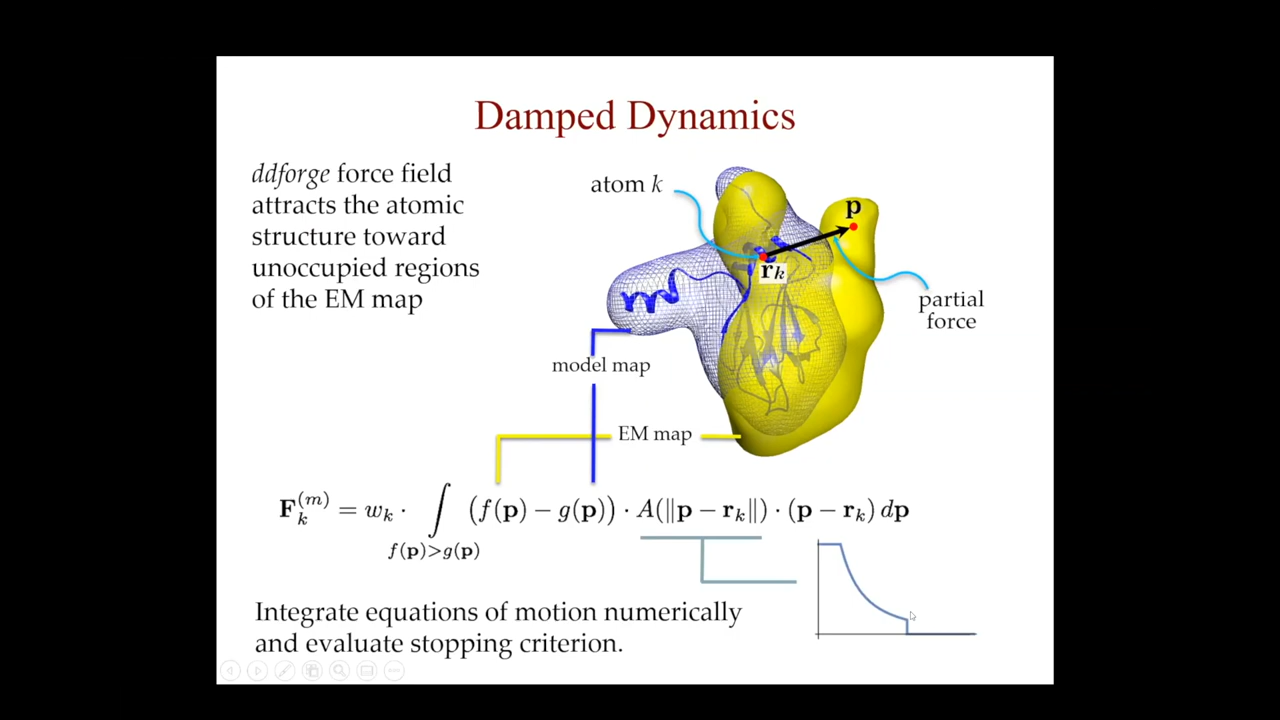 Damped Dynamics
ddforge force field
attracts the atomic
structure toward
unoccupied regions
of the EM map
atom k
p
r_k
partial
force
model map
EM map
F_k^(m) = w_k · ∫_{f(p)>g(p)} (f(p) − g(p)) · A(‖p − r_k‖) · (p − r_k) dp
Integrate equations of motion numerically
and evaluate stopping criterion.